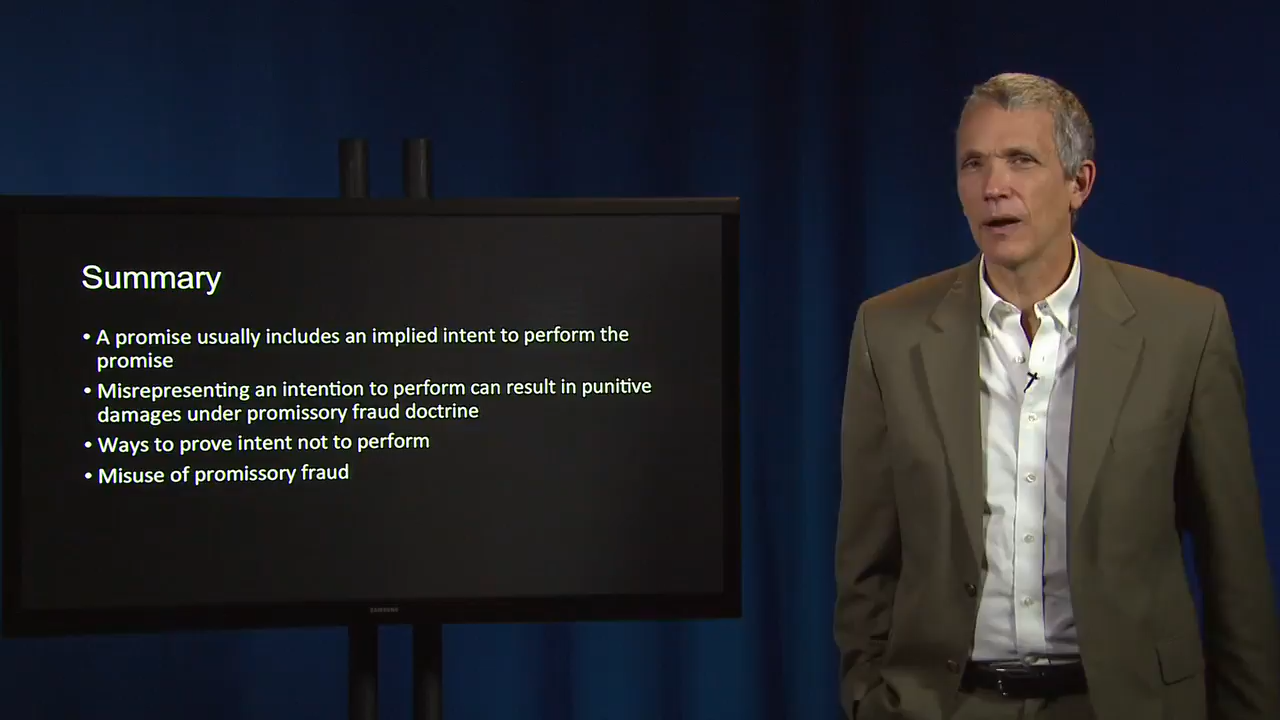 Summary
• A promise usually includes an implied intent to perform the
promise
• Misrepresenting an intention to perform can result in punitive
damages under promissory fraud doctrine
• Ways to prove intent not to perform
• Misuse of promissory fraud
SAMSUNG